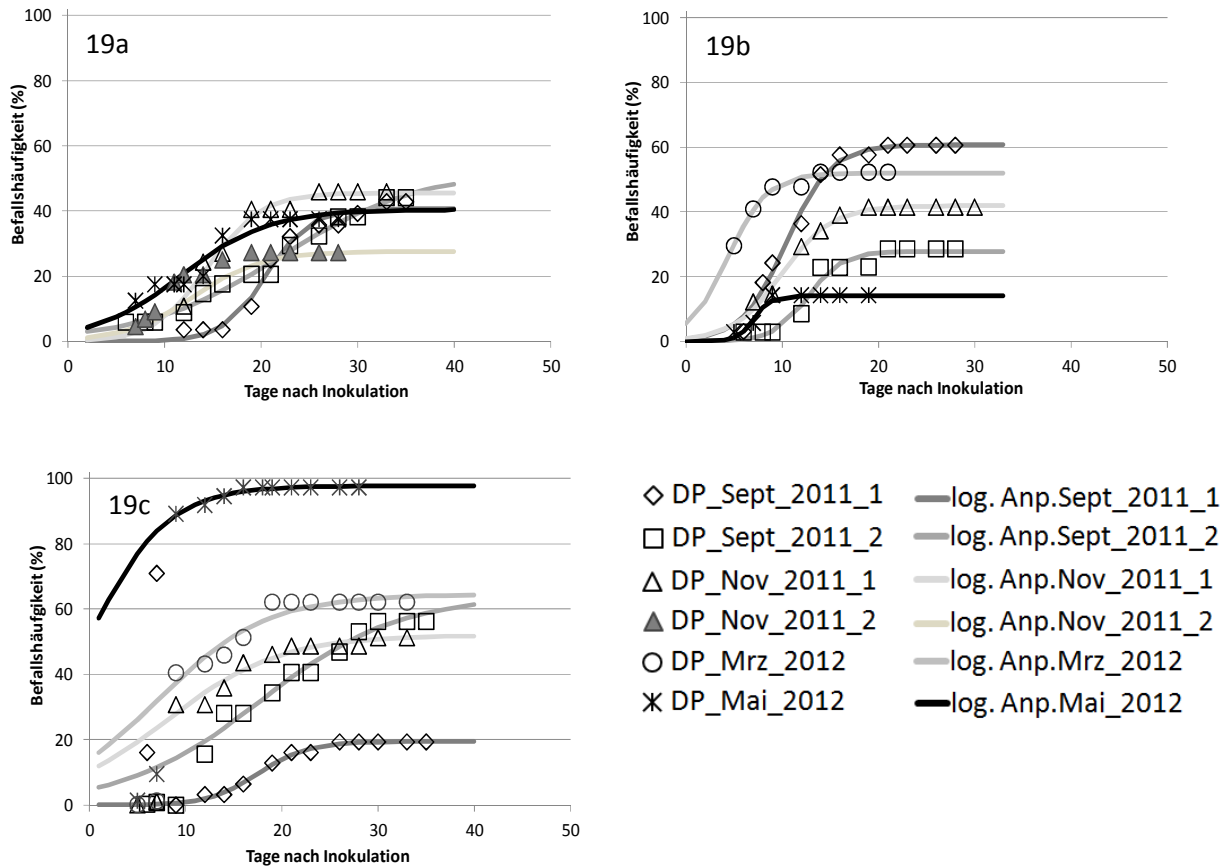 19a
Befallshäufigkeit (%)
100
80
60
40
20
0
0 10 20 30 40 50
Tage nach Inokulation
19b
Befallshäufigkeit (%)
100
80
60
40
20
0
0 10 20 30 40 50
Tage nach Inokulation
19c
Befallshäufigkeit (%)
100
80
60
40
20
0
0 10 20 30 40 50
Tage nach Inokulation
DP_Sept_2011_1 log. Anp.Sept_2011_1
DP_Sept_2011_2 log. Anp.Sept_2011_2
DP_Nov_2011_1 log. Anp.Nov_2011_1
DP_Nov_2011_2 log. Anp.Nov_2011_2
DP_Mrz_2012 log. Anp.Mrz_2012
DP_Mai_2012 log. Anp.Mai_2012